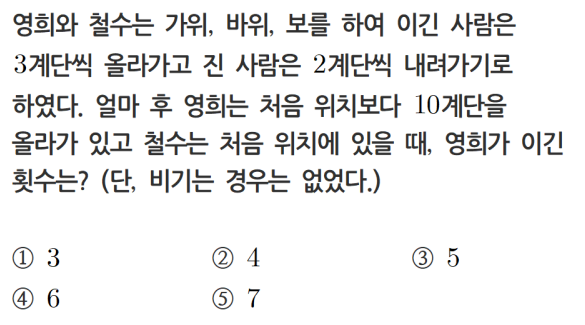 영희와 철수는 가위, 바위, 보를 하여 이긴 사람은
3계단씩 올라가고 진 사람은 2계단씩 내려가기로
하였다. 얼마 후 영희는 처음 위치보다 10계단을
올라가 있고 철수는 처음 위치에 있을 때, 영희가 이긴
횟수는? (단, 비기는 경우는 없었다.)
① 3 ② 4 ③ 5
④ 6 ⑤ 7